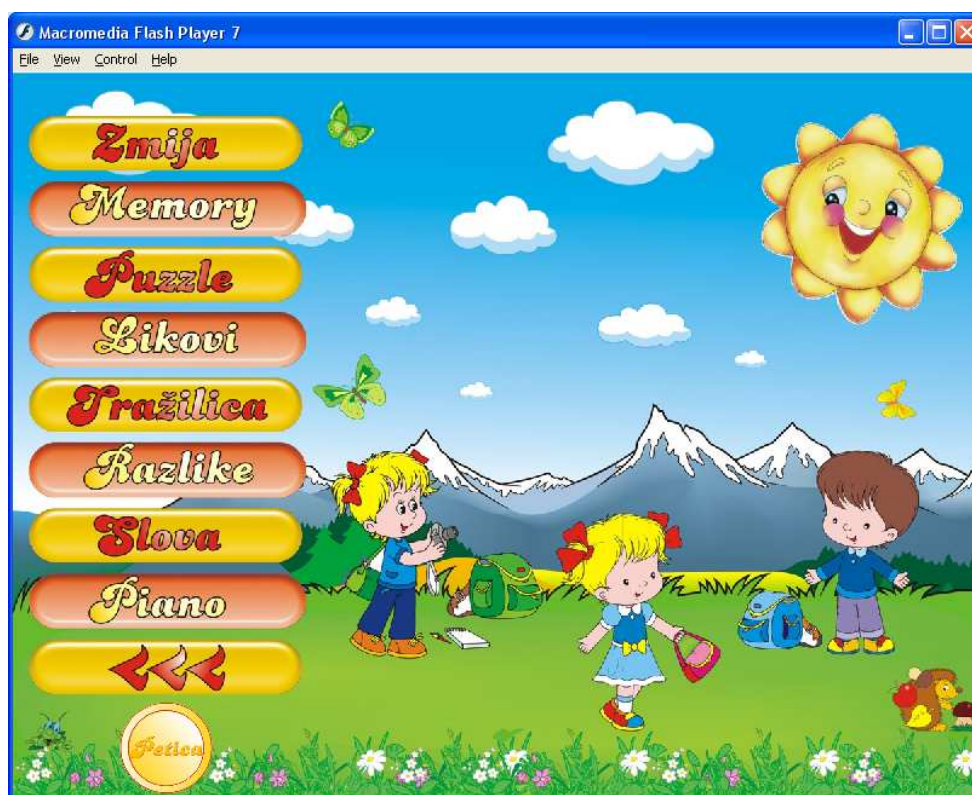 Macromedia Flash Player 7
File View Control Help
Zmija
Memory
Puzzle
Likovi
Tražilica
Razlike
Slova
Piano
Petica